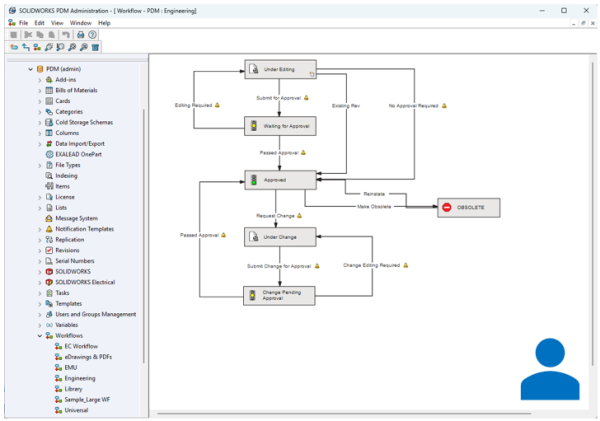 SOLIDWORKS PDM Administration - [ Workflow - PDM : Engineering]
File Edit View Window Help
PDM (admin)
Add-ins
Bills of Materials
Cards
Categories
Cold Storage Schemas
Columns
Data Import/Export
EXALEAD OnePart
File Types
Indexing
Items
License
Lists
Message System
Notification Templates
Replication
Revisions
Serial Numbers
SOLIDWORKS
SOLIDWORKS Electrical
Tasks
Templates
Users and Groups Management
Variables
Workflows
EC Workflow
eDrawings & PDFs
EMU
Engineering
Library
Sample_Large WF
Universal
Under Editing
Submit for Approval
Editing Required
Existing Rev
No Approval Required
Waiting for Approval
Passed Approval
Approved
Reinstate
Make Obsolete
OBSOLETE
Request Change
Passed Approval
Under Change
Submit Change for Approval
Change Editing Required
Change Pending
Approval